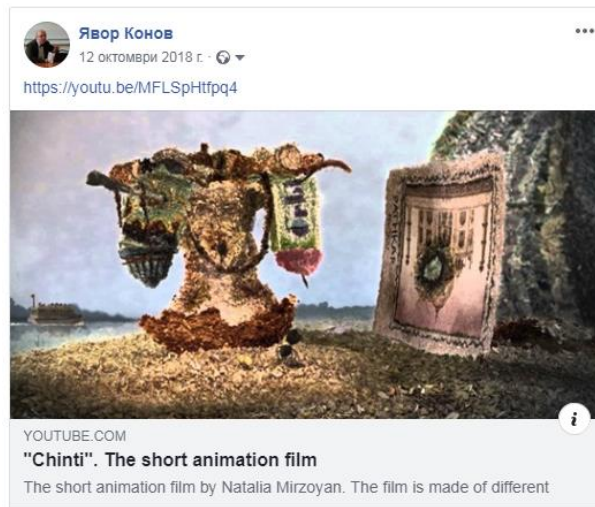 Явор Конов
12 октомври 2018 г.
https://youtu.be/MFLSpHtfpq4
YOUTUBE.COM
"Chinti". The short animation film
The short animation film by Natalia Mirzoyan. The film is made of different